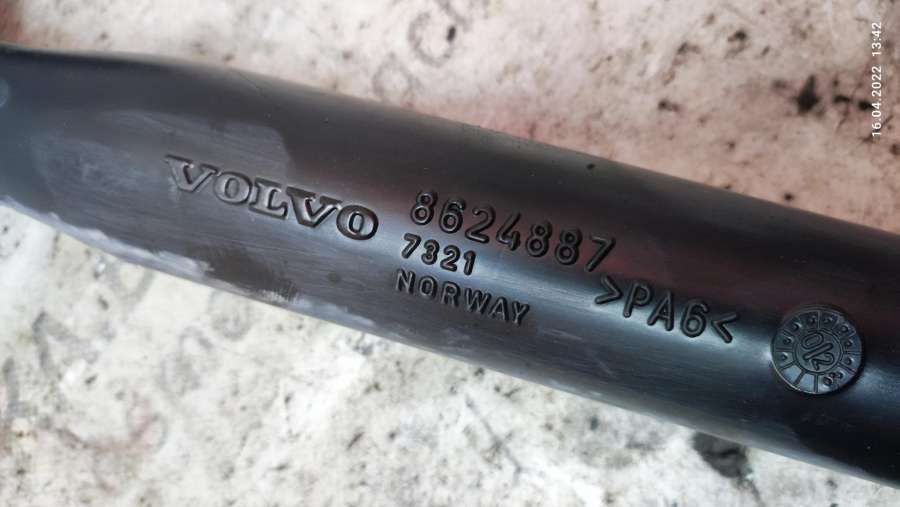 VOLVO
8624887
7321
NORWAY
>PA6<
16.04.2022 13:42